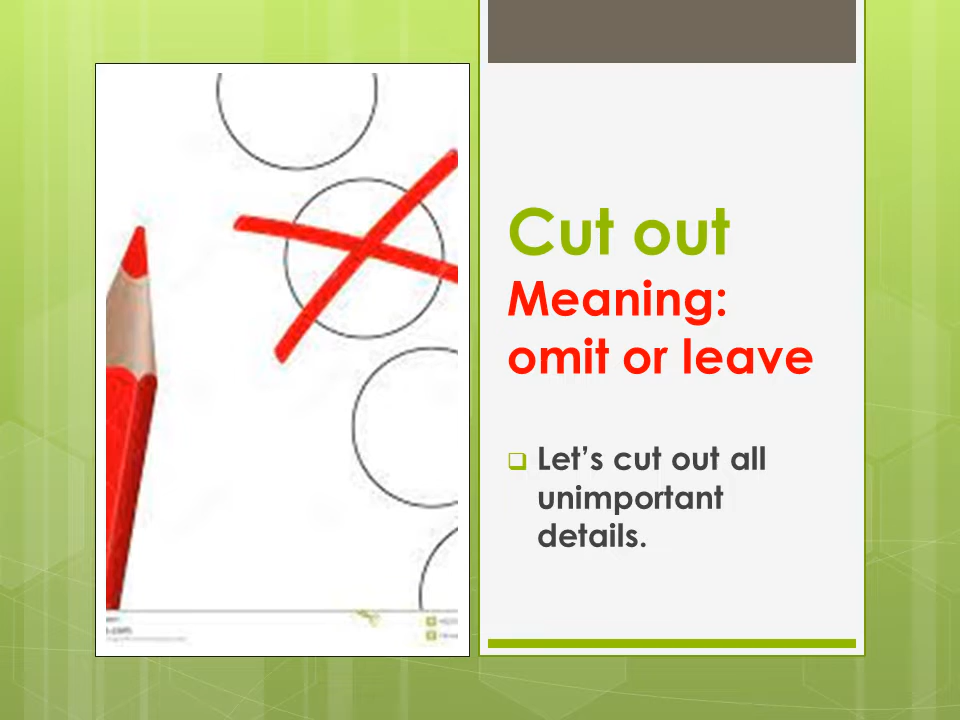 Cut out
Meaning:
omit or leave
Let’s cut out all
unimportant
details.